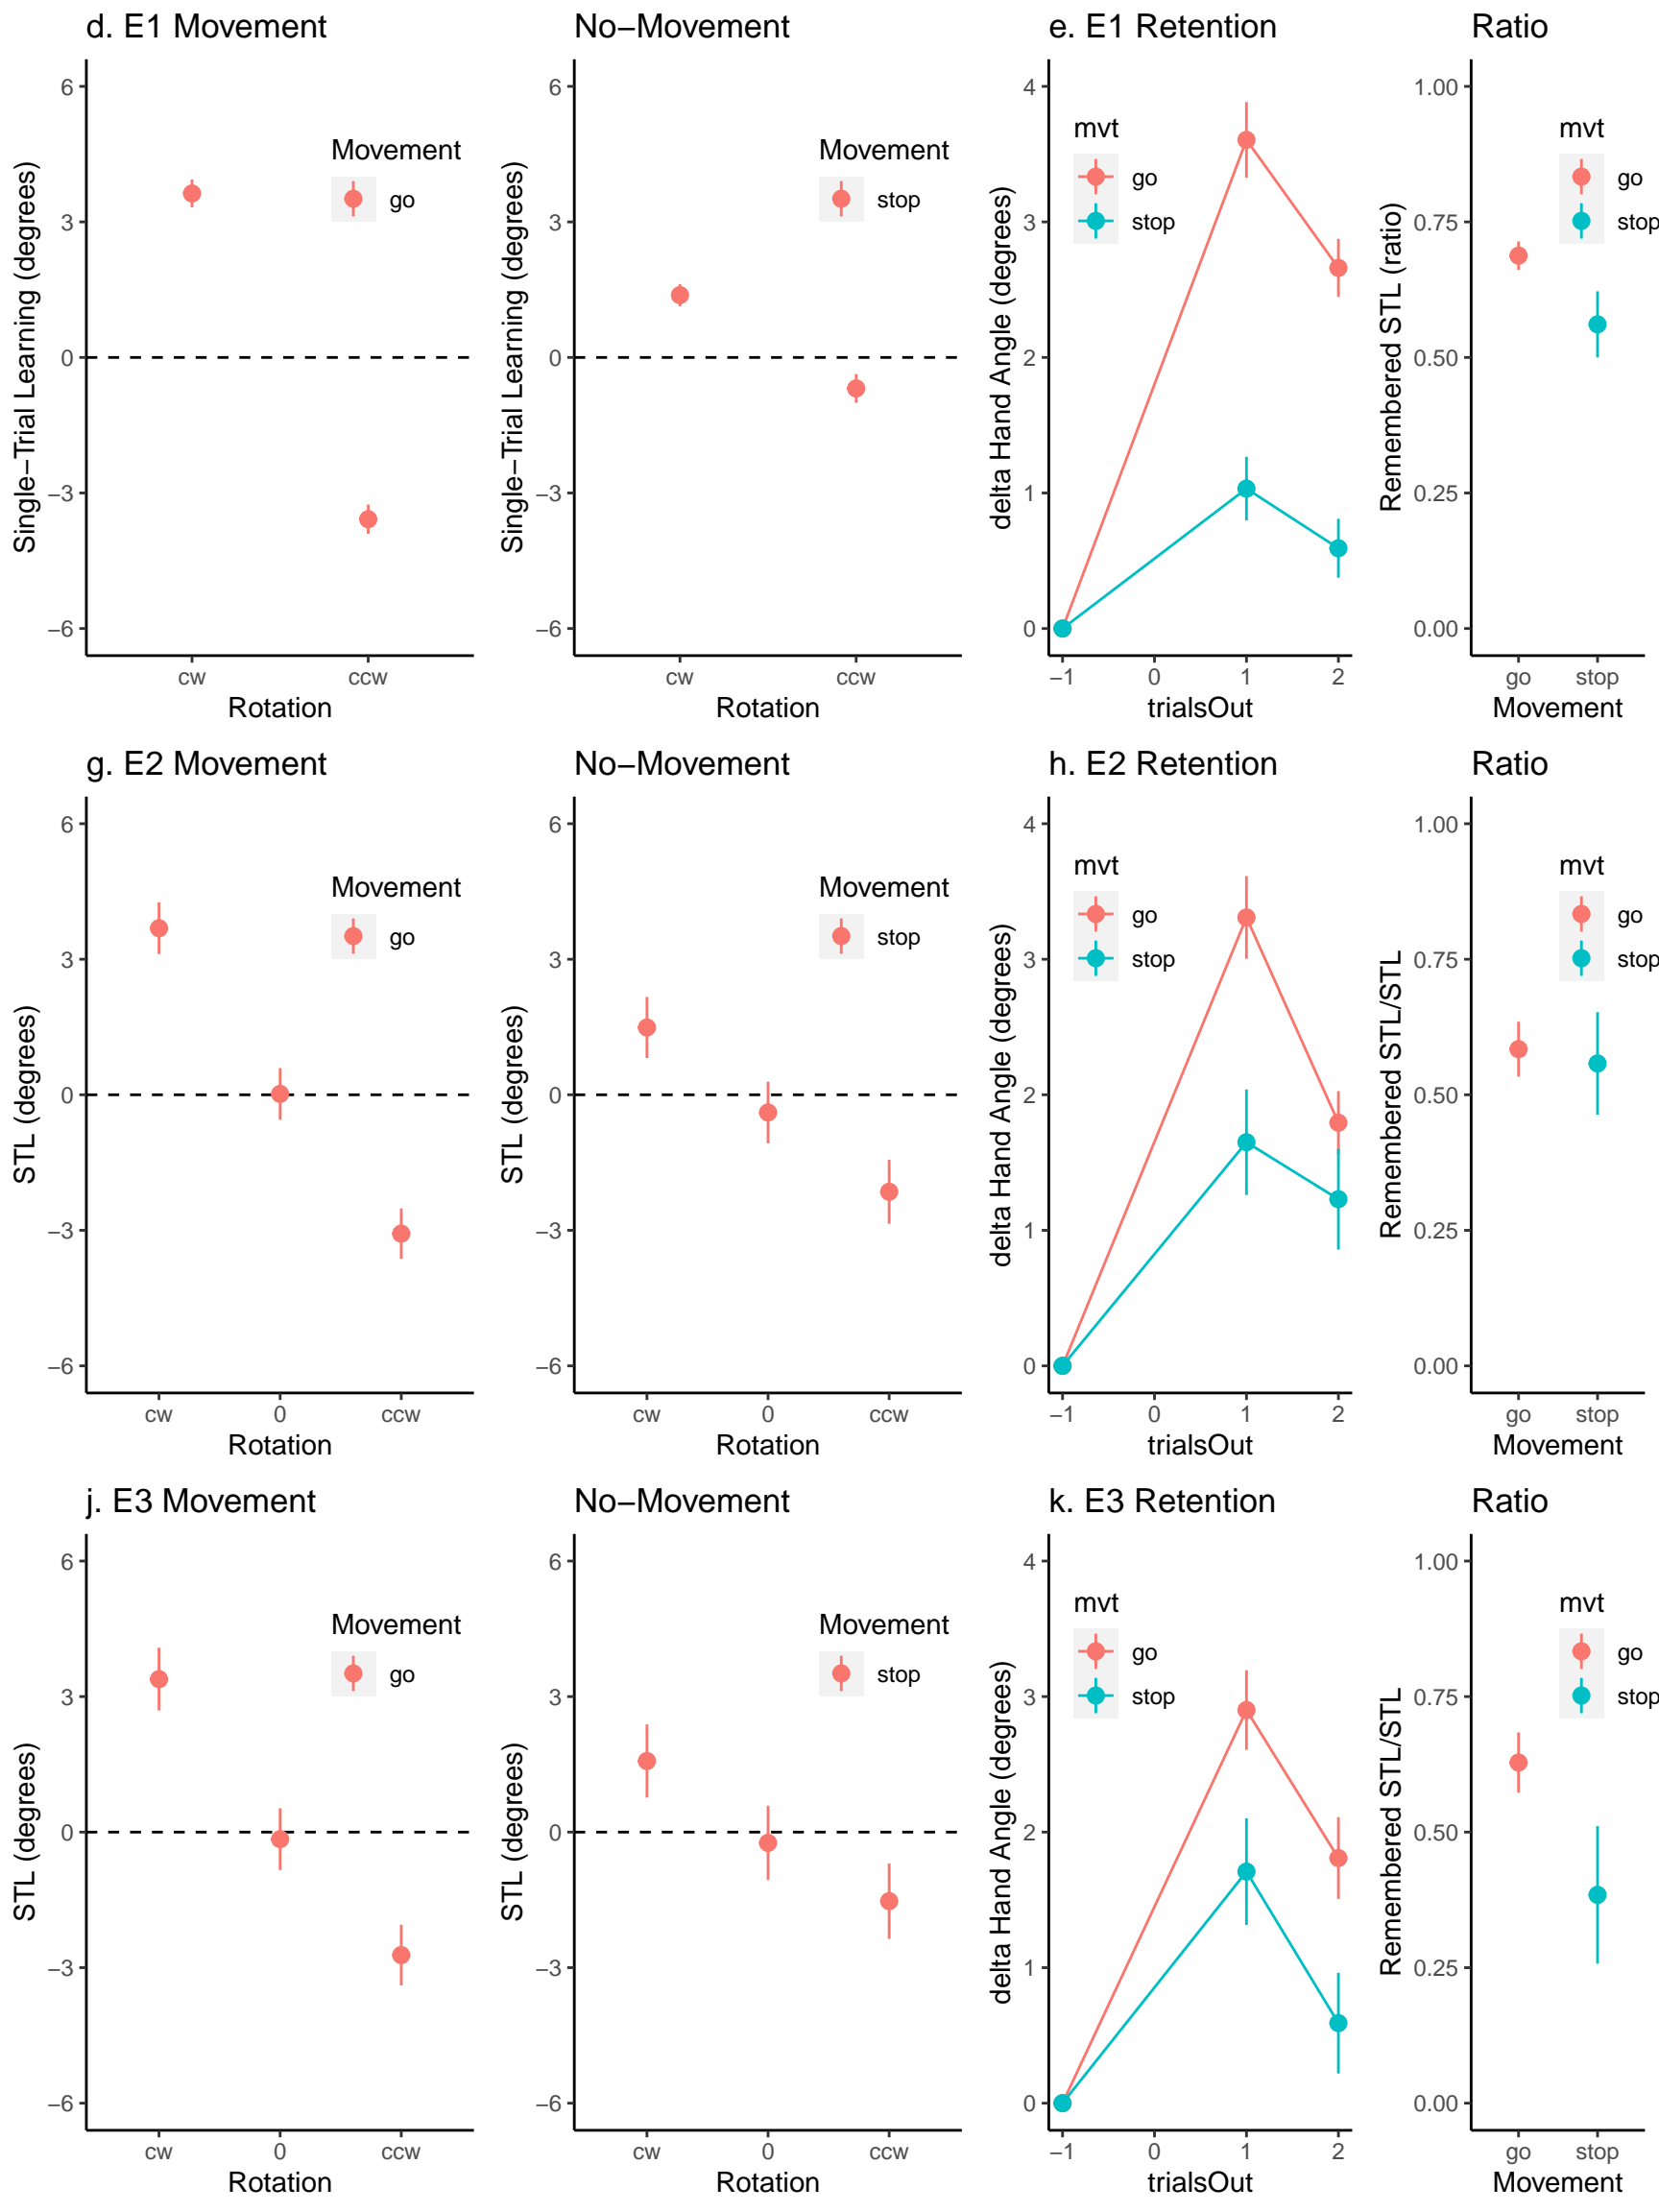 d. E1 Movement
No−Movement
e. E1 Retention
Ratio
Single−Trial Learning (degrees)
6
3
0
−3
−6
Movement
go
cw
ccw
Rotation
Single−Trial Learning (degrees)
6
3
0
−3
−6
Movement
stop
cw
ccw
Rotation
delta Hand Angle (degrees)
4
3
2
1
0
mvt
go
stop
−1
0
1
2
trialsOut
Remembered STL (ratio)
1.00
0.75
0.50
0.25
0.00
mvt
go
stop
go
stop
Movement
g. E2 Movement
No−Movement
h. E2 Retention
Ratio
STL (degrees)
6
3
0
−3
−6
Movement
go
cw
0
ccw
Rotation
STL (degrees)
6
3
0
−3
−6
Movement
stop
cw
0
ccw
Rotation
delta Hand Angle (degrees)
4
3
2
1
0
mvt
go
stop
−1
0
1
2
trialsOut
Remembered STL/STL
1.00
0.75
0.50
0.25
0.00
mvt
go
stop
go
stop
Movement
j. E3 Movement
No−Movement
k. E3 Retention
Ratio
STL (degrees)
6
3
0
−3
−6
Movement
go
cw
0
ccw
Rotation
STL (degrees)
6
3
0
−3
−6
Movement
stop
cw
0
ccw
Rotation
delta Hand Angle (degrees)
4
3
2
1
0
mvt
go
stop
−1
0
1
2
trialsOut
Remembered STL/STL
1.00
0.75
0.50
0.25
0.00
mvt
go
stop
go
stop
Movement